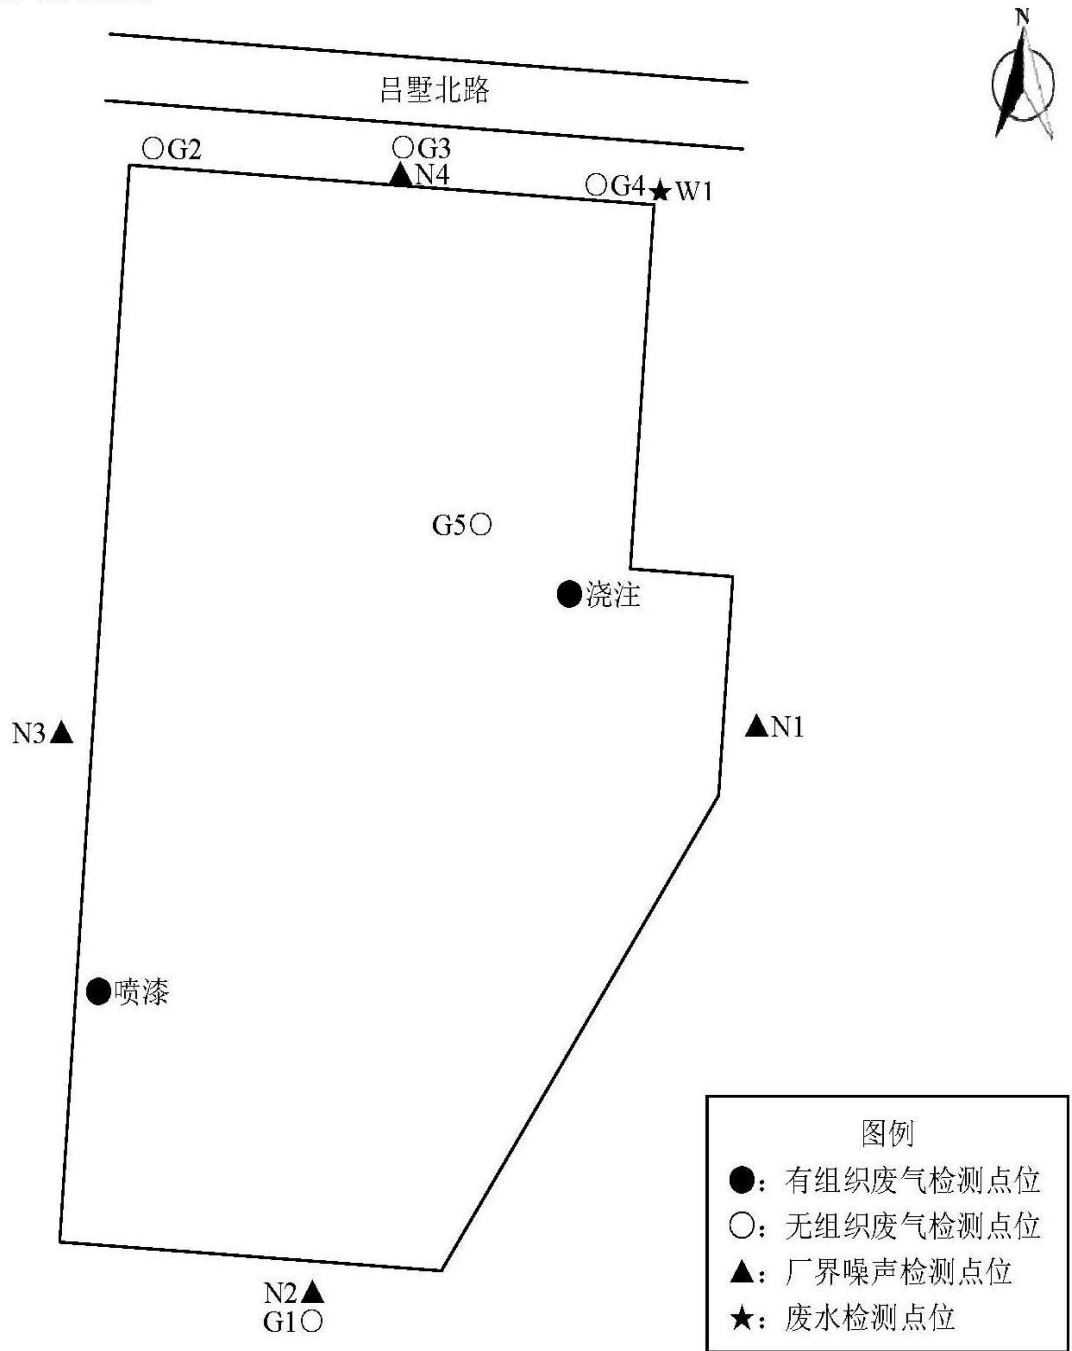 N
吕墅北路
○G2
○G3
▲N4
○G4★W1
G5○
●浇注
N3▲
▲N1
●喷漆
N2▲
G1○
图例
●：有组织废气检测点位
○：无组织废气检测点位
▲：厂界噪声检测点位
★：废水检测点位